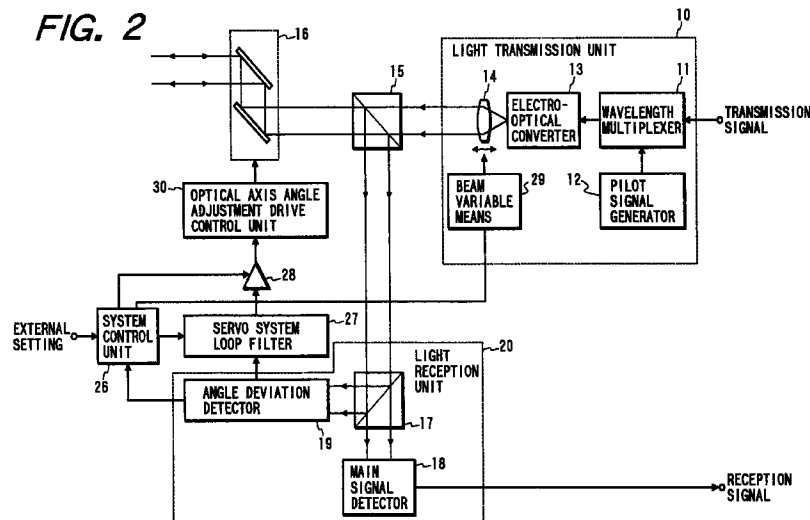 FIG. 2
16
10
LIGHT TRANSMISSION UNIT
15
14
13
11
ELECTRO-
OPTICAL
CONVERTER
WAVELENGTH
MULTIPLEXER
TRANSMISSION
SIGNAL
30
OPTICAL AXIS ANGLE
ADJUSTMENT DRIVE
CONTROL UNIT
BEAM
VARIABLE
MEANS
29
12
PILOT
SIGNAL
GENERATOR
28
EXTERNAL
SETTING
SYSTEM
CONTROL
UNIT
26
SERVO SYSTEM
LOOP FILTER
27
20
LIGHT
RECEPTION
UNIT
ANGLE DEVIATION
DETECTOR
19
17
18
MAIN
SIGNAL
DETECTOR
RECEPTION
SIGNAL